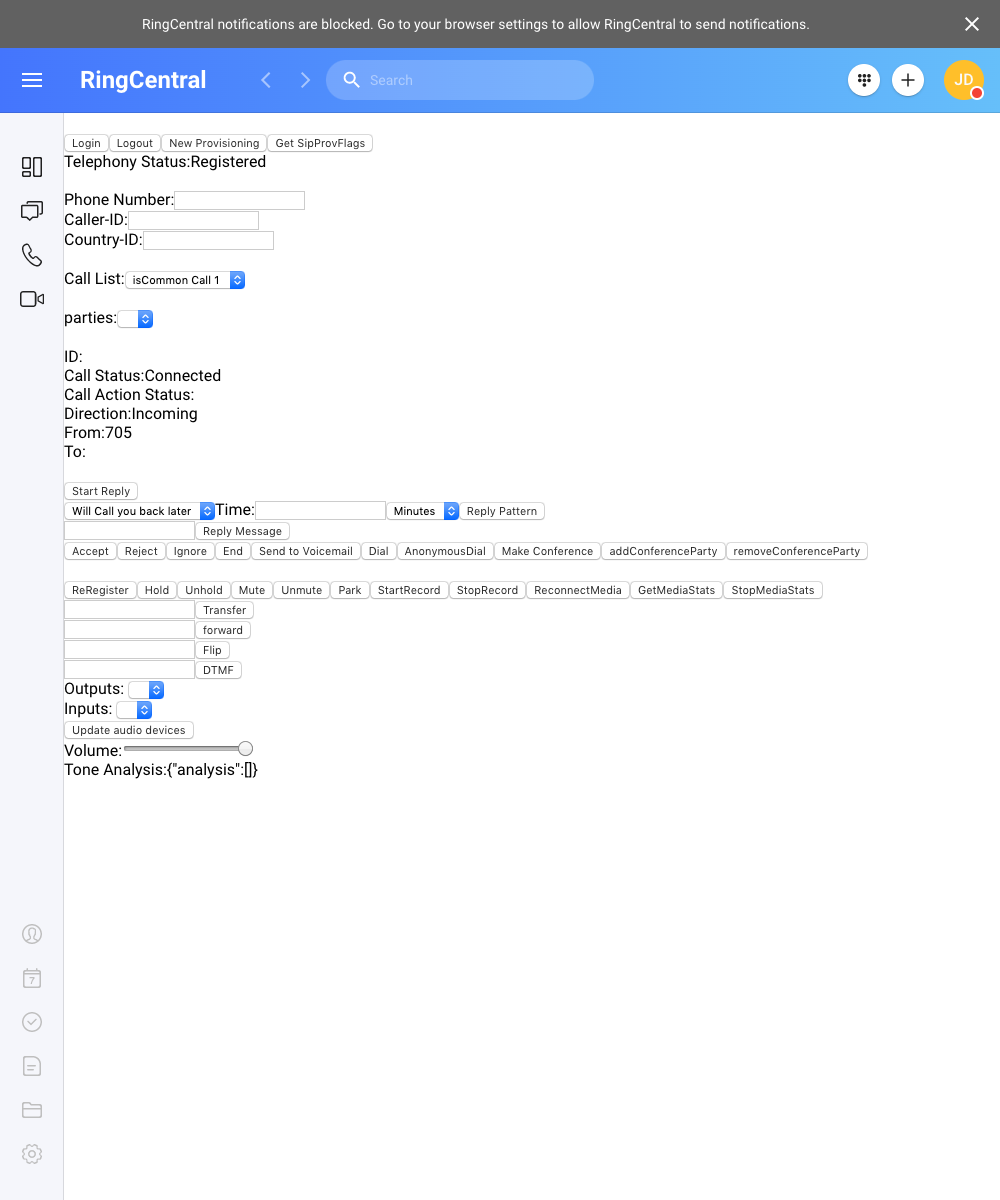 RingCentral notifications are blocked. Go to your browser settings to allow RingCentral to send notifications.
RingCentral Search JD
Login Logout New Provisioning Get SipProvFlags
Telephony Status:Registered
Phone Number:
Caller-ID:
Country-ID:
Call List: isCommon Call 1
parties:
ID:
Call Status:Connected
Call Action Status:
Direction:Incoming
From:705
To:
Start Reply
Will Call you back later Time: Minutes Reply Pattern
Reply Message
Accept Reject Ignore End Send to Voicemail Dial AnonymousDial Make Conference addConferenceParty removeConferenceParty
ReRegister Hold Unhold Mute Unmute Park StartRecord StopRecord ReconnectMedia GetMediaStats StopMediaStats
Transfer
forward
Flip
DTMF
Outputs:
Inputs:
Update audio devices
Volume:
Tone Analysis:{"analysis":[]}
7